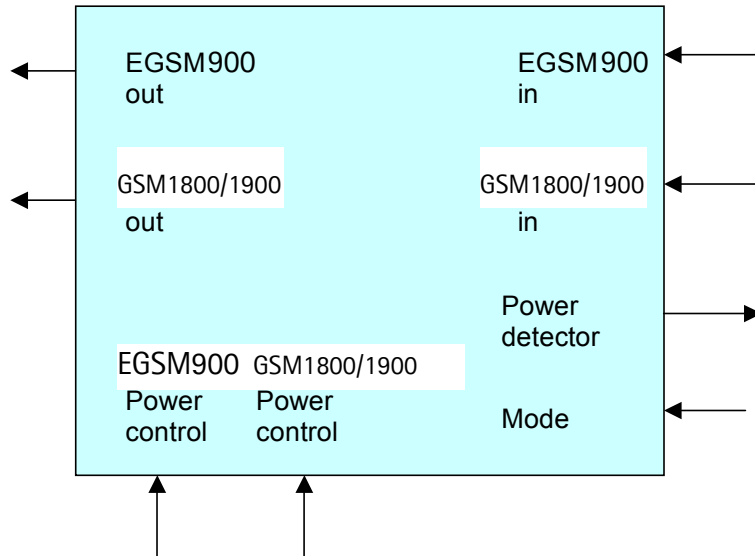 EGSM900
out
EGSM900
in
GSM1800/1900
out
GSM1800/1900
in
Power
detector
EGSM900 GSM1800/1900
Power
control
Power
control
Mode